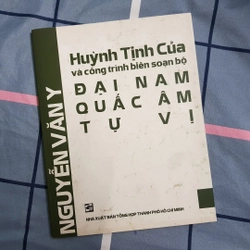 NGUYỄN VĂN Y
Huỳnh Tịnh Của
và công trình biên soạn bộ
ĐẠI NAM
QUẤC ÂM
TỰ VỊ
NHÀ XUẤT BẢN TỔNG HỢP THÀNH PHỐ HỒ CHÍ MINH